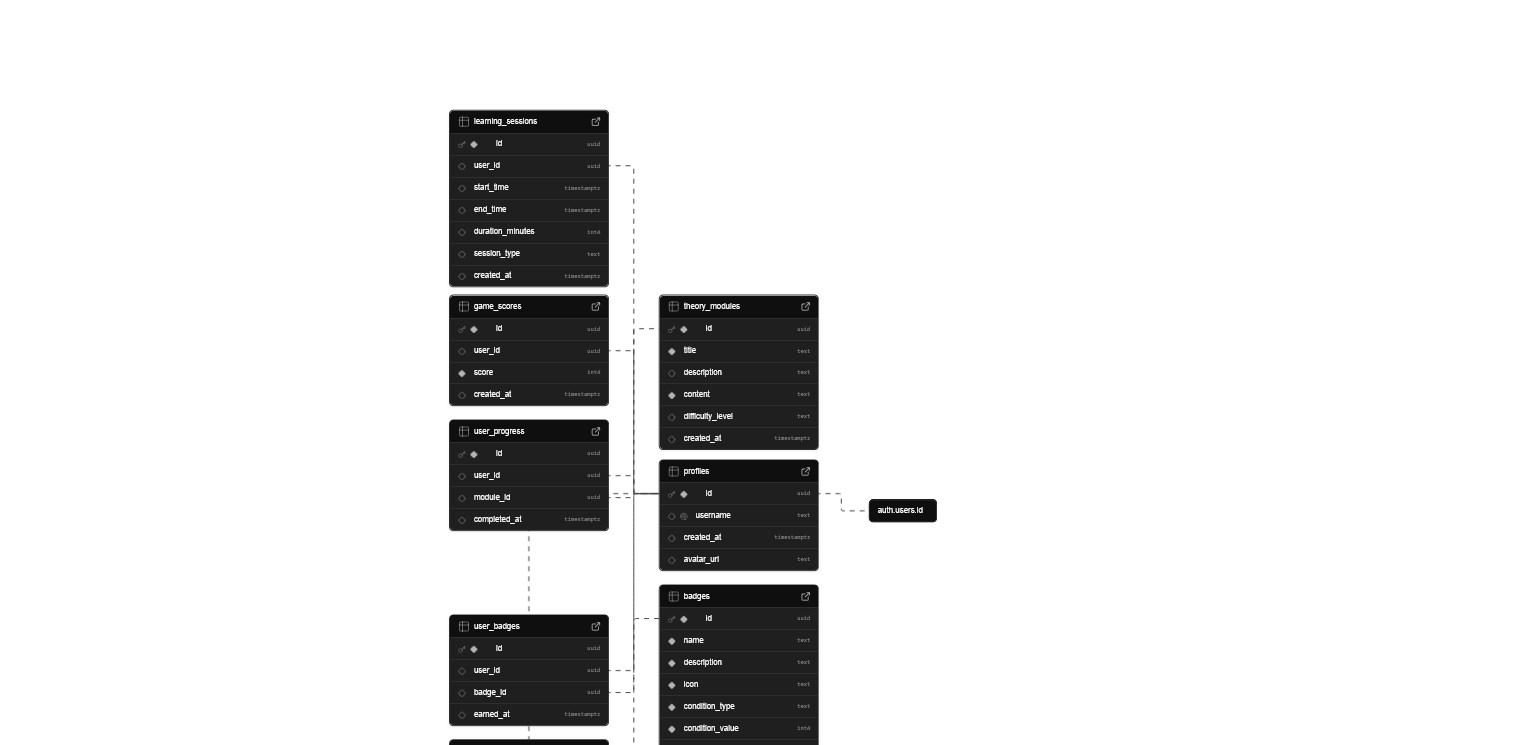 learning_sessions
id uuid
user_id uuid
start_time timestamptz
end_time timestamptz
duration_minutes int4
session_type text
created_at timestamptz
game_scores
id uuid
user_id uuid
score int4
created_at timestamptz
user_progress
id uuid
user_id uuid
module_id uuid
completed_at timestamptz
user_badges
id uuid
user_id uuid
badge_id uuid
earned_at timestamptz
theory_modules
id uuid
title text
description text
content text
difficulty_level text
created_at timestamptz
profiles
id uuid
username text
created_at timestamptz
avatar_url text
badges
id uuid
name text
description text
icon text
condition_type text
condition_value int4
auth.users.id